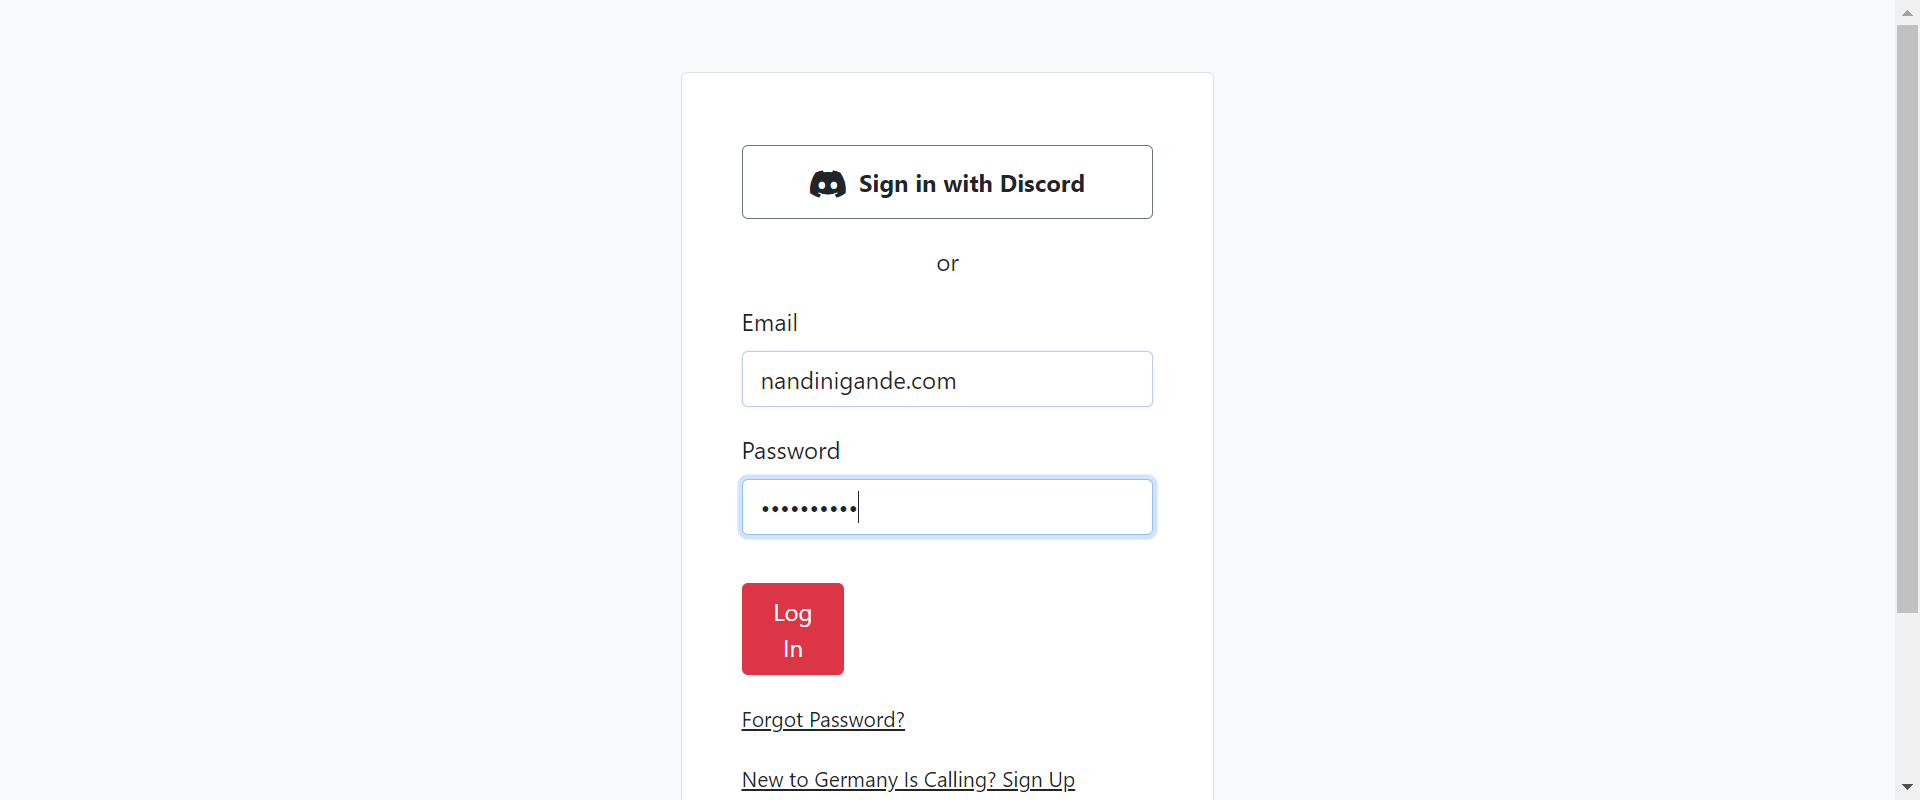 Sign in with Discord
or
Email
nandinigande.com
Password
••••••••••
Log
In
Forgot Password?
New to Germany Is Calling? Sign Up